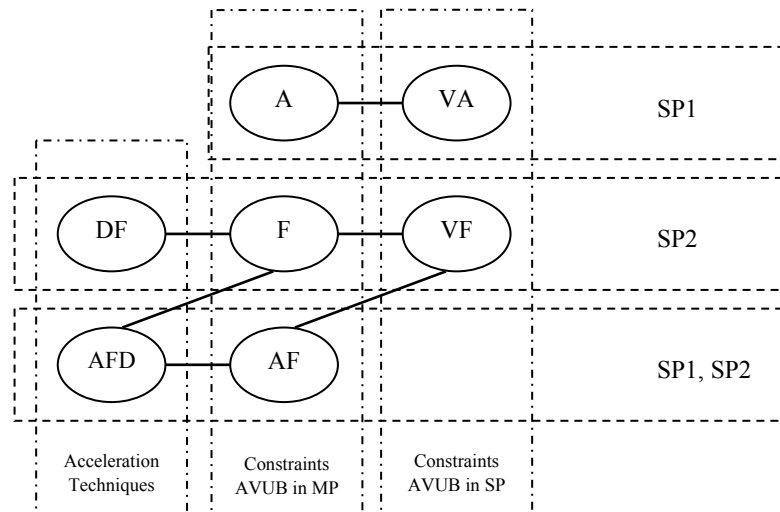 A VA SP1
DF F VF SP2
AFD AF SP1, SP2
Acceleration
Techniques
Constraints
AVUB in MP
Constraints
AVUB in SP